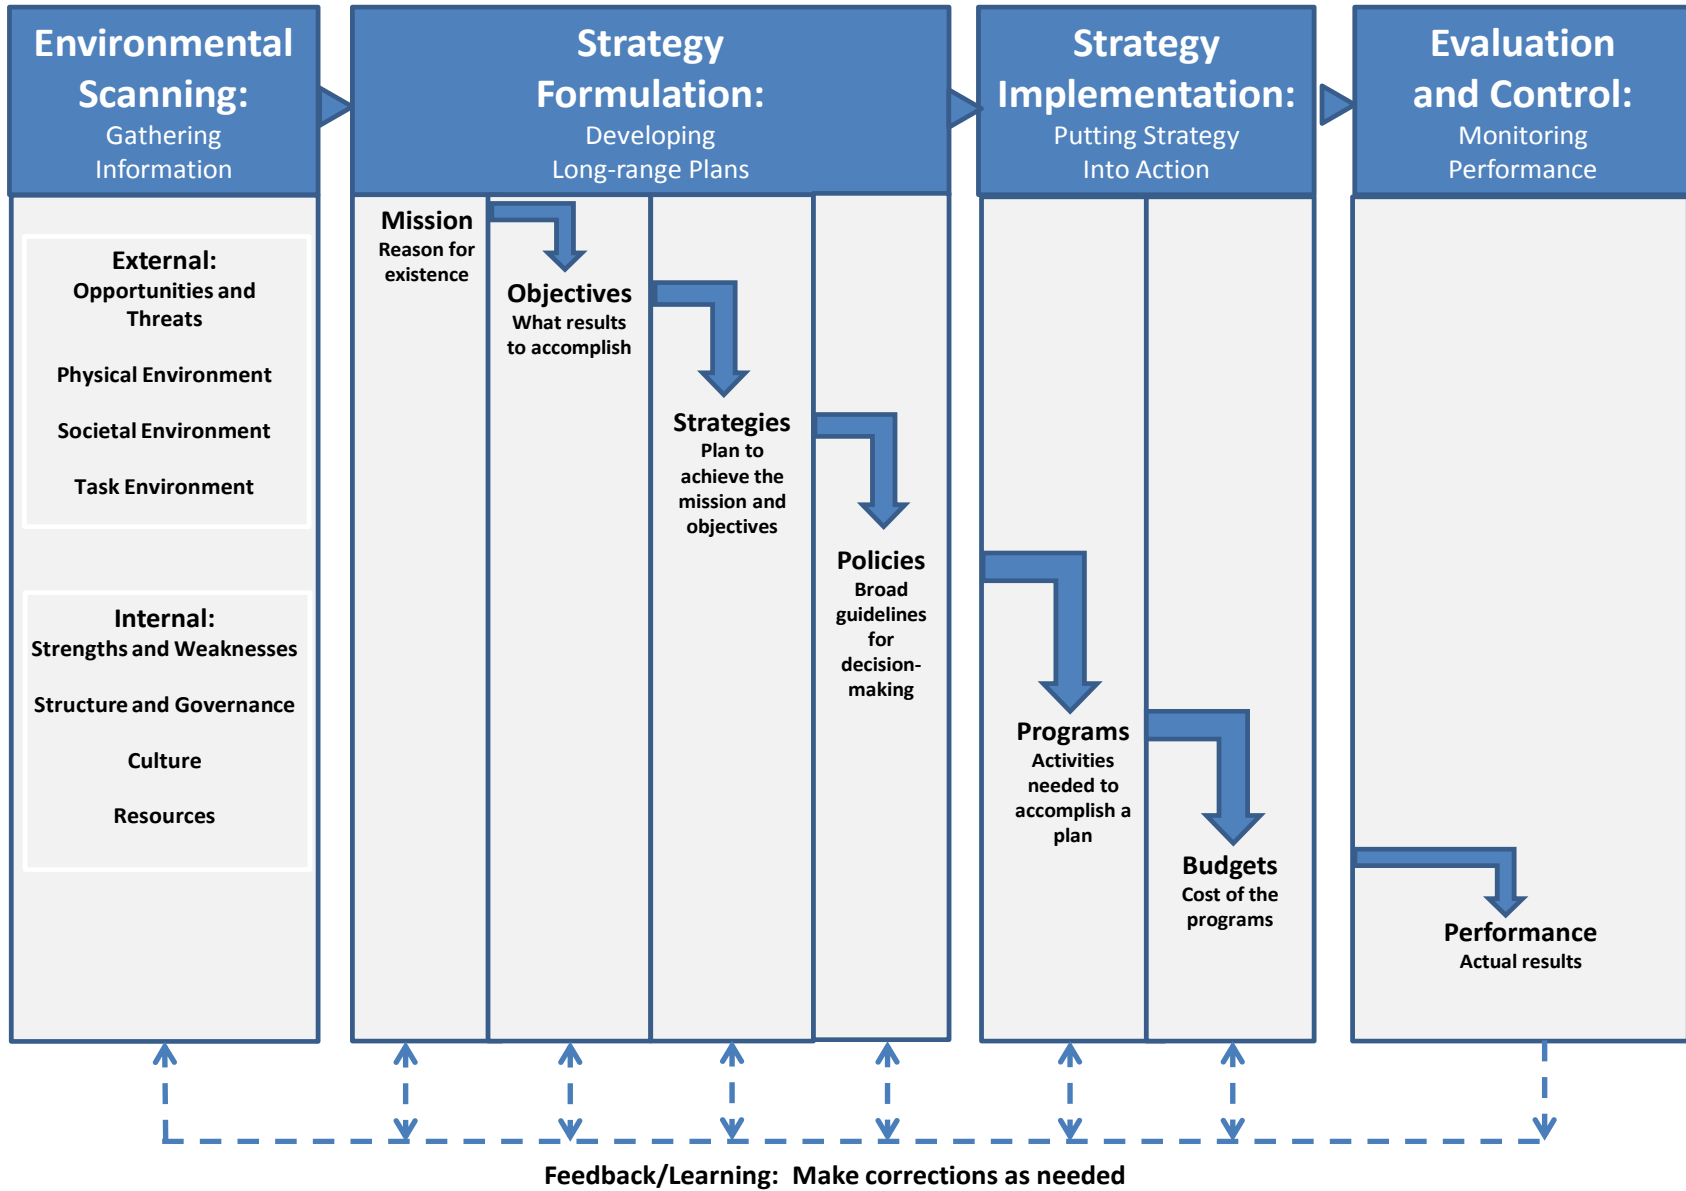 Environmental
Scanning:
Gathering
Information
Strategy
Formulation:
Developing
Long-range Plans
Strategy
Implementation:
Putting Strategy
Into Action
Evaluation
and Control:
Monitoring
Performance
External:
Opportunities and
Threats
Physical Environment
Societal Environment
Task Environment
Internal:
Strengths and Weaknesses
Structure and Governance
Culture
Resources
Mission
Reason for
existence
Objectives
What results
to accomplish
Strategies
Plan to
achieve the
mission and
objectives
Policies
Broad
guidelines
for
decision-
making
Programs
Activities
needed to
accomplish a
plan
Budgets
Cost of the
programs
Performance
Actual results
Feedback/Learning: Make corrections as needed